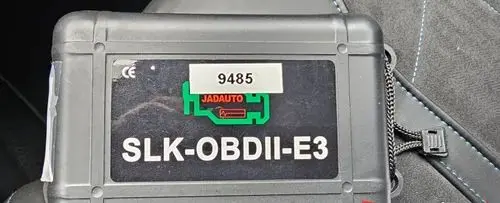 CE
9485
JADAUTO
SLK-OBDII-E3